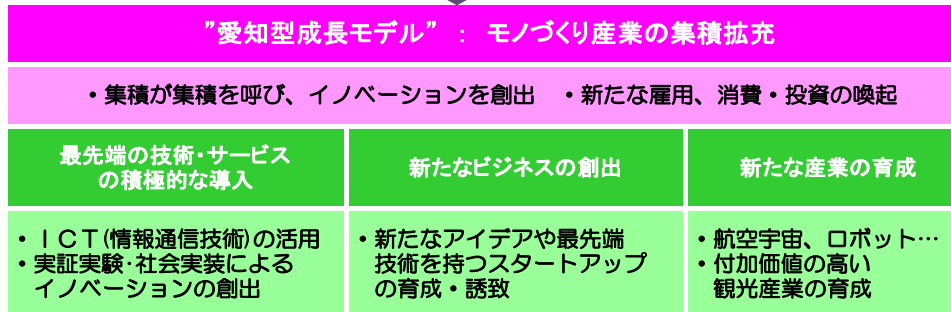 ”愛知型成長モデル” ： モノづくり産業の集積拡充
・集積が集積を呼び、イノベーションを創出　・新たな雇用、消費・投資の喚起
最先端の技術・サービス
の積極的な導入
新たなビジネスの創出
新たな産業の育成
・ＩＣＴ(情報通信技術)の活用
・実証実験・社会実装による
イノベーションの創出
・新たなアイデアや最先端
技術を持つスタートアップ
の育成・誘致
・航空宇宙、ロボット…
・付加価値の高い
観光産業の育成